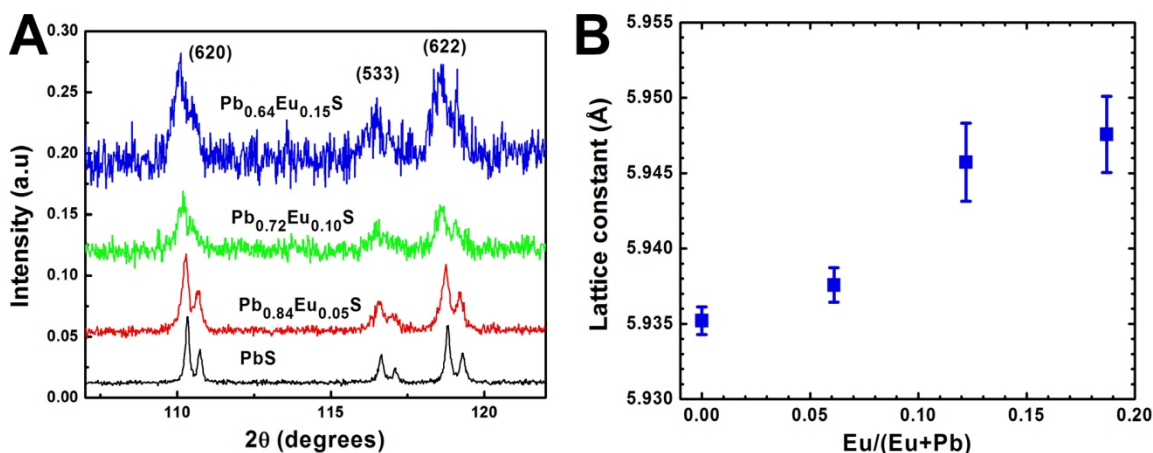 A
0.30
0.25
0.20
0.15
0.10
0.05
0.00
Intensity (a.u)
(620)
(533)
(622)
Pb0.64Eu0.15S
Pb0.72Eu0.10S
Pb0.84Eu0.05S
PbS
110
115
120
2θ (degrees)
B
5.955
5.950
5.945
5.940
5.935
5.930
Lattice constant (Å)
0.00
0.05
0.10
0.15
0.20
Eu/(Eu+Pb)